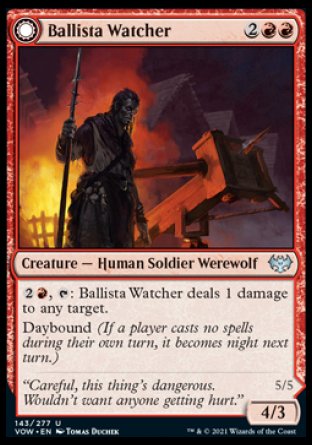 Ballista Watcher 2
Creature — Human Soldier Werewolf
2 , : Ballista Watcher deals 1 damage
to any target.
Daybound (If a player casts no spells
during their own turn, it becomes night next
turn.)
“Careful, this thing's dangerous.
Wouldn't want anyone getting hurt.”
5/5
4/3
143/277 U
VOW • EN Tomas Duchek
™ & © 2021 Wizards of the Coast